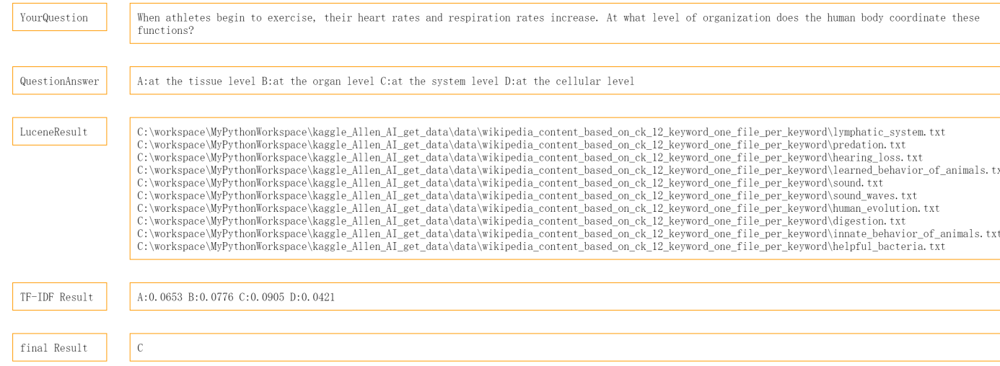 YourQuestion
When athletes begin to exercise, their heart rates and respiration rates increase. At what level of organization does the human body coordinate these
functions?
QuestionAnswer
A:at the tissue level B:at the organ level C:at the system level D:at the cellular level
LuceneResult
C:\workspace\MyPythonWorkspace\kaggle_Allen_AI_get_data\data\wikipedia_content_based_on_ck_12_keyword_one_file_per_keyword\lymphatic_system.txt
C:\workspace\MyPythonWorkspace\kaggle_Allen_AI_get_data\data\wikipedia_content_based_on_ck_12_keyword_one_file_per_keyword\predation.txt
C:\workspace\MyPythonWorkspace\kaggle_Allen_AI_get_data\data\wikipedia_content_based_on_ck_12_keyword_one_file_per_keyword\hearing_loss.txt
C:\workspace\MyPythonWorkspace\kaggle_Allen_AI_get_data\data\wikipedia_content_based_on_ck_12_keyword_one_file_per_keyword\learned_behavior_of_animals.tx
C:\workspace\MyPythonWorkspace\kaggle_Allen_AI_get_data\data\wikipedia_content_based_on_ck_12_keyword_one_file_per_keyword\sound.txt
C:\workspace\MyPythonWorkspace\kaggle_Allen_AI_get_data\data\wikipedia_content_based_on_ck_12_keyword_one_file_per_keyword\sound_waves.txt
C:\workspace\MyPythonWorkspace\kaggle_Allen_AI_get_data\data\wikipedia_content_based_on_ck_12_keyword_one_file_per_keyword\human_evolution.txt
C:\workspace\MyPythonWorkspace\kaggle_Allen_AI_get_data\data\wikipedia_content_based_on_ck_12_keyword_one_file_per_keyword\digestion.txt
C:\workspace\MyPythonWorkspace\kaggle_Allen_AI_get_data\data\wikipedia_content_based_on_ck_12_keyword_one_file_per_keyword\innate_behavior_of_animals.txt
C:\workspace\MyPythonWorkspace\kaggle_Allen_AI_get_data\data\wikipedia_content_based_on_ck_12_keyword_one_file_per_keyword\helpful_bacteria.txt
TF-IDF Result
A:0.0653 B:0.0776 C:0.0905 D:0.0421
final Result
C